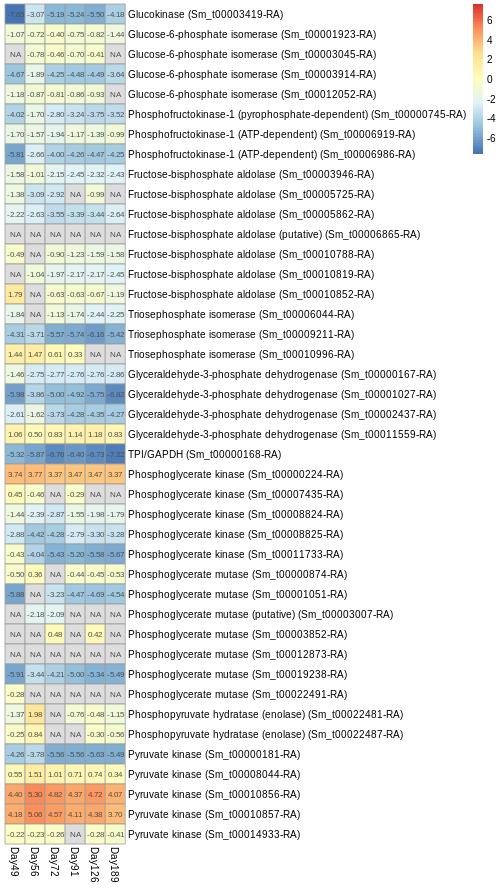 -7.65 -3.07 -5.19 -5.24 -5.50 -4.18 Glucokinase (Sm_t00003419-RA)
-1.07 -0.72 -0.40 -0.75 -0.82 -1.44 Glucose-6-phosphate isomerase (Sm_t00001923-RA)
NA -0.78 -0.46 -0.70 -0.41 NA Glucose-6-phosphate isomerase (Sm_t00003045-RA)
-4.67 -1.89 -4.25 -4.48 -4.49 -3.64 Glucose-6-phosphate isomerase (Sm_t00003914-RA)
-1.18 -0.87 -0.81 -0.86 -0.93 NA Glucose-6-phosphate isomerase (Sm_t00012052-RA)
-4.02 -1.70 -2.80 -3.24 -3.75 -3.52 Phosphofructokinase-1 (pyrophosphate-dependent) (Sm_t00000745-RA)
-1.70 -1.57 -1.94 -1.17 -1.39 -0.99 Phosphofructokinase-1 (ATP-dependent) (Sm_t00006919-RA)
-5.81 -2.66 -4.00 -4.26 -4.47 -4.25 Phosphofructokinase-1 (ATP-dependent) (Sm_t00006986-RA)
-1.58 -1.01 -2.15 -2.45 -2.32 -2.43 Fructose-bisphosphate aldolase (Sm_t00003946-RA)
-1.38 -3.09 -2.92 NA -0.99 NA Fructose-bisphosphate aldolase (Sm_t00005725-RA)
-2.22 -2.63 -3.55 -3.39 -3.44 -2.64 Fructose-bisphosphate aldolase (Sm_t00005862-RA)
NA NA NA NA NA NA Fructose-bisphosphate aldolase (putative) (Sm_t00006865-RA)
-0.49 NA -0.90 -1.23 -1.59 -1.58 Fructose-bisphosphate aldolase (Sm_t00010788-RA)
NA -1.04 -1.97 -2.17 -2.17 -2.45 Fructose-bisphosphate aldolase (Sm_t00010819-RA)
1.79 NA -0.63 -0.63 -0.67 -1.19 Fructose-bisphosphate aldolase (Sm_t00010852-RA)
-1.84 NA -1.13 -1.74 -2.44 -2.25 Triosephosphate isomerase (Sm_t00006044-RA)
-4.31 -3.71 -5.57 -5.74 -6.16 -5.42 Triosephosphate isomerase (Sm_t00009211-RA)
1.44 1.47 0.61 0.33 NA NA Triosephosphate isomerase (Sm_t00010996-RA)
-1.46 -2.75 -2.77 -2.76 -2.76 -2.86 Glyceraldehyde-3-phosphate dehydrogenase (Sm_t00000167-RA)
-5.98 -3.86 -5.00 -4.92 -5.75 -6.82 Glyceraldehyde-3-phosphate dehydrogenase (Sm_t00001027-RA)
-2.61 -1.62 -3.73 -4.28 -4.35 -4.27 Glyceraldehyde-3-phosphate dehydrogenase (Sm_t00002437-RA)
1.06 0.50 0.83 1.14 1.18 0.83 Glyceraldehyde-3-phosphate dehydrogenase (Sm_t00011559-RA)
-5.32 -5.87 -6.70 -6.40 -6.73 -7.22 TPI/GAPDH (Sm_t00000168-RA)
3.74 3.77 3.37 3.47 3.47 3.37 Phosphoglycerate kinase (Sm_t00000224-RA)
0.45 -0.46 NA -0.29 NA NA Phosphoglycerate kinase (Sm_t00007435-RA)
-1.44 -2.39 -2.87 -1.55 -1.98 -1.79 Phosphoglycerate kinase (Sm_t00008824-RA)
-2.88 -4.42 -4.28 -2.79 -3.30 -3.28 Phosphoglycerate kinase (Sm_t00008825-RA)
-0.43 -4.04 -5.43 -5.20 -5.58 -5.67 Phosphoglycerate kinase (Sm_t00011733-RA)
-0.50 0.36 NA -0.44 -0.45 -0.53 Phosphoglycerate mutase (Sm_t00000874-RA)
-5.88 NA -3.23 -4.47 -4.69 -4.54 Phosphoglycerate mutase (Sm_t00001051-RA)
NA -2.18 -2.09 NA NA NA Phosphoglycerate mutase (putative) (Sm_t00003007-RA)
NA NA 0.48 NA 0.42 NA Phosphoglycerate mutase (Sm_t00003852-RA)
NA NA NA NA NA NA Phosphoglycerate mutase (Sm_t00012873-RA)
-5.91 -3.44 -4.21 -5.00 -5.34 -5.49 Phosphoglycerate mutase (Sm_t00019238-RA)
-0.28 NA NA NA NA NA Phosphoglycerate mutase (Sm_t00022491-RA)
-1.37 1.98 NA -0.76 -0.48 -1.15 Phosphopyruvate hydratase (enolase) (Sm_t00022481-RA)
-0.25 0.84 NA NA -0.30 -0.56 Phosphopyruvate hydratase (enolase) (Sm_t00022487-RA)
-4.26 -3.78 -5.56 -5.56 -5.63 -5.49 Pyruvate kinase (Sm_t00000181-RA)
0.55 1.51 1.01 0.71 0.74 0.34 Pyruvate kinase (Sm_t00008044-RA)
4.40 5.30 4.82 4.37 4.72 4.07 Pyruvate kinase (Sm_t00010856-RA)
4.18 5.06 4.57 4.11 4.38 3.70 Pyruvate kinase (Sm_t00010857-RA)
-0.22 -0.23 -0.26 NA -0.28 -0.41 Pyruvate kinase (Sm_t00014933-RA)
Day49 Day56 Day72 Day91 Day126 Day189
6
4
2
0
-2
-4
-6